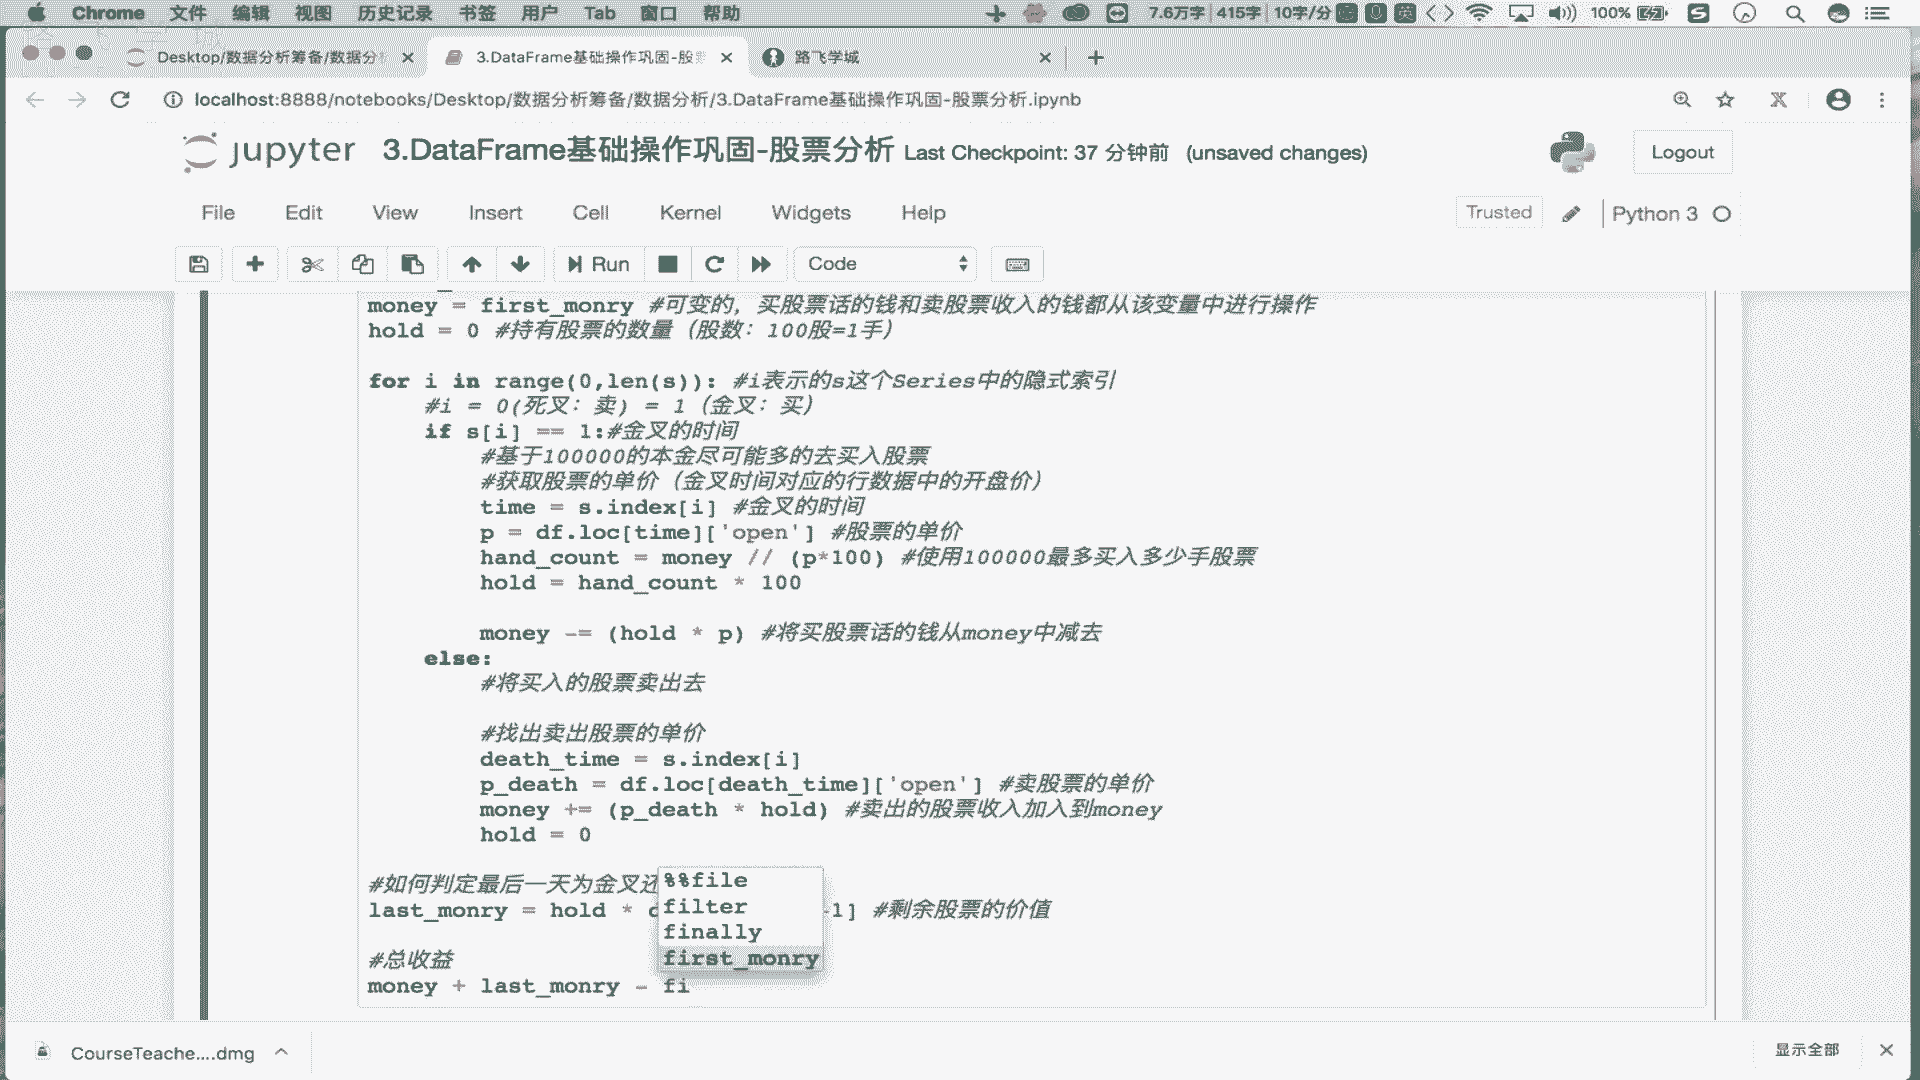 Chrome 文件 编辑 视图 历史记录 书签 用户 Tab 窗口 帮助 7.6万字 415字 10字/分 英 100%
Desktop/数据分析筹备/数据分
3.DataFrame基础操作巩固-股
路飞学城
localhost:8888/notebooks/Desktop/数据分析筹备/数据分析/3.DataFrame基础操作巩固-股票分析.ipynb
jupyter 3.DataFrame基础操作巩固-股票分析 Last Checkpoint: 37 分钟前 (unsaved changes)
Logout
File Edit View Insert Cell Kernel Widgets Help
Trusted Python 3
Run Code
money = first_monry #可变的，买股票话的钱和卖股票收入的钱都从该变量中进行操作
hold = 0 #持有股票的数量（股数：100股=1手）
for i in range(0,len(s)): #i表示的s这个Series中的隐式索引
#i = 0(死叉：卖) = 1（金叉：买）
if s[i] == 1:#金叉的时间
#基于100000的本金尽可能多的去买入股票
#获取股票的单价（金叉时间对应的行数据中的开盘价）
time = s.index[i] #金叉的时间
p = df.loc[time]['open'] #股票的单价
hand_count = money // (p*100) #使用100000最多买入多少手股票
hold = hand_count * 100
money -= (hold * p) #将买股票话的钱从money中减去
else:
#将买入的股票卖出去
#找出卖出股票的单价
death_time = s.index[i]
p_death = df.loc[death_time]['open'] #卖股票的单价
money += (p_death * hold) #卖出的股票收入加入到money
hold = 0
#如何判定最后一天为金叉还
last_monry = hold * 1] #剩余股票的价值
#总收益
money + last_monry - fi
%%file
filter
finally
first_monry
CourseTeache....dmg
显示全部